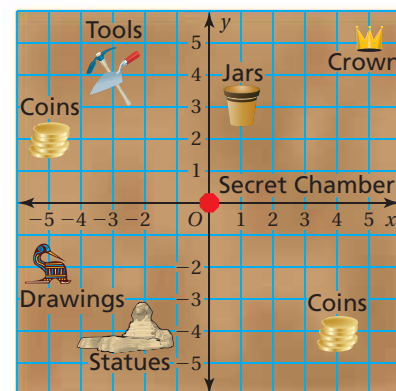 y
Tools
5
Crown
4
Jars
Coins
3
2
1
Secret Chamber
−5 −4 −3 −2 O 1 2 3 4 5 x
−2
Drawings
−3
Coins
−4
Statues
−5